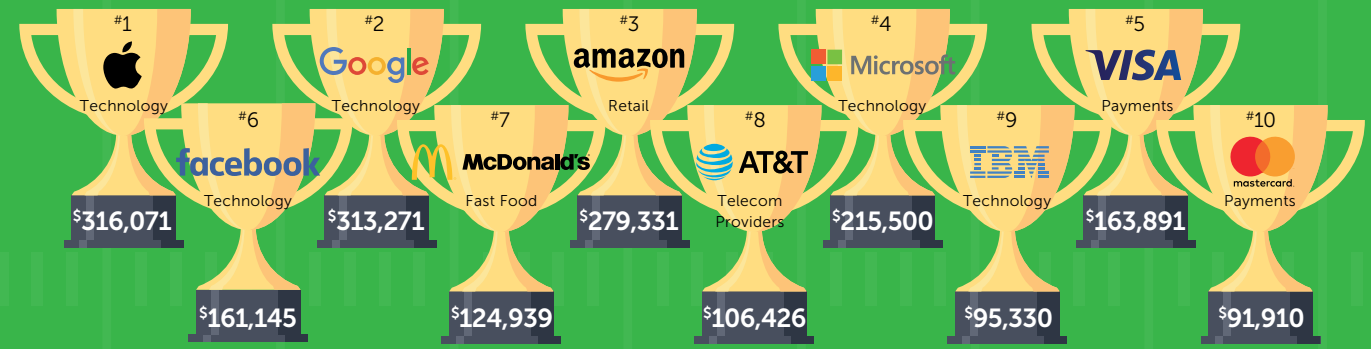 #1
Technology
$316,071
#2
Google
Technology
$313,271
#3
amazon
Retail
$279,331
#4
Microsoft
Technology
$215,500
#5
VISA
Payments
$163,891
#6
facebook
Technology
$161,145
#7
McDonald's
Fast Food
$124,939
#8
AT&T
Telecom
Providers
$106,426
#9
IBM
Technology
$95,330
#10
mastercard.
Payments
$91,910